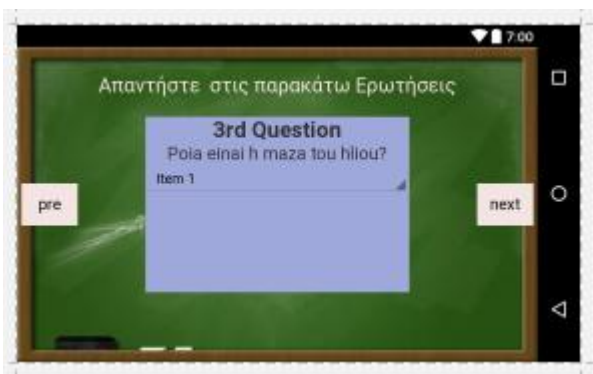 7:00
Απαντήστε στις παρακάτω Ερωτήσεις
3rd Question
Poia einai h maza tou hliou?
Item 1
pre
next